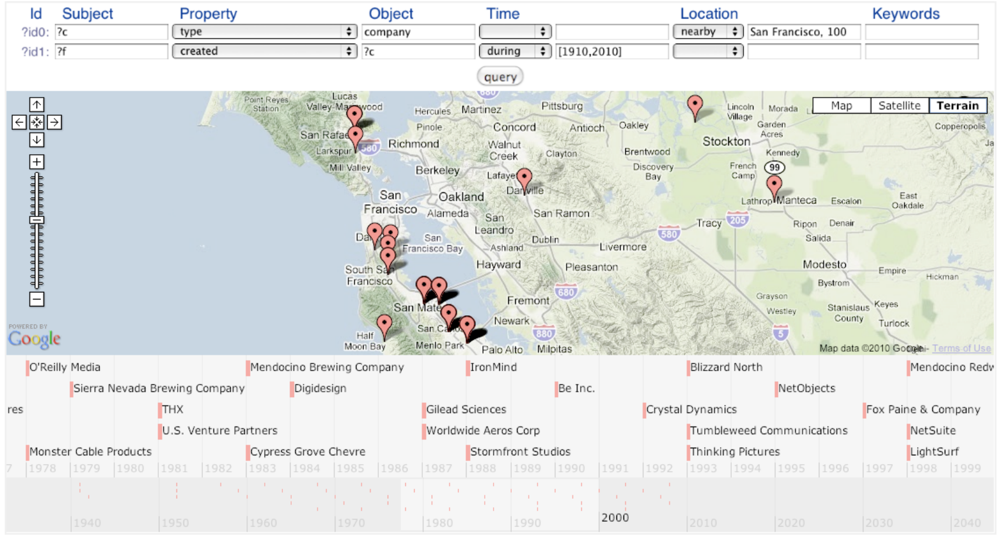 Id Subject Property Object Time Location Keywords
?id0: ?c type company nearby San Francisco, 100
?id1: ?f created ?c during [1910,2010]
query
Map Satellite Terrain
680
Point Reyes Station
Lucas
Hercules Martinez Pittsburg
Lincoln Village Morada
Pinole Concord Antioch Oakley Garden Acres Copperopolis
San Rafael Richmond Walnut Creek Stockton
580
Larkspur Clayton Brentwood Kennedy
Mill Valley Berkeley Discovery Bay French Camp 99
Danville
San Francisco Oakland Lathrop Manteca Escalon East Oakdale
Alameda San Ramon
San Leandro Tracy 205 Ripon Denair
580
San Francisco Bay Dublin Salida
Ashland Livermore
Hayward Pleasanton Modesto
South San Francisco Empire Hickman
680 Bystrom
Fremont Grayson Keyes
San Mateo Westley Stanislaus County
Newark Turlock
POWERED BY
Google
San Carlos 880 5
Half Moon Bay Menlo Park Palo Alto Milpitas
Map data ©2010 Google - Terms of Use
O'Reilly Media Mendocino Brewing Company IronMind Blizzard North Mendocino Redw
Sierra Nevada Brewing Company Digidesign Be Inc. NetObjects
res THX Gilead Sciences Crystal Dynamics Fox Paine & Company
U.S. Venture Partners Worldwide Aeros Corp Tumbleweed Communications NetSuite
Monster Cable Products Cypress Grove Chevre Stormfront Studios Thinking Pictures LightSurf
7 1978 1979 1980 1981 1982 1983 1984 1985 1986 1987 1988 1989 1990 1991 1992 1993 1994 1995 1996 1997 1998 1999
1940 1950 1960 1970 1980 1990 2000 2010 2020 2030 2040